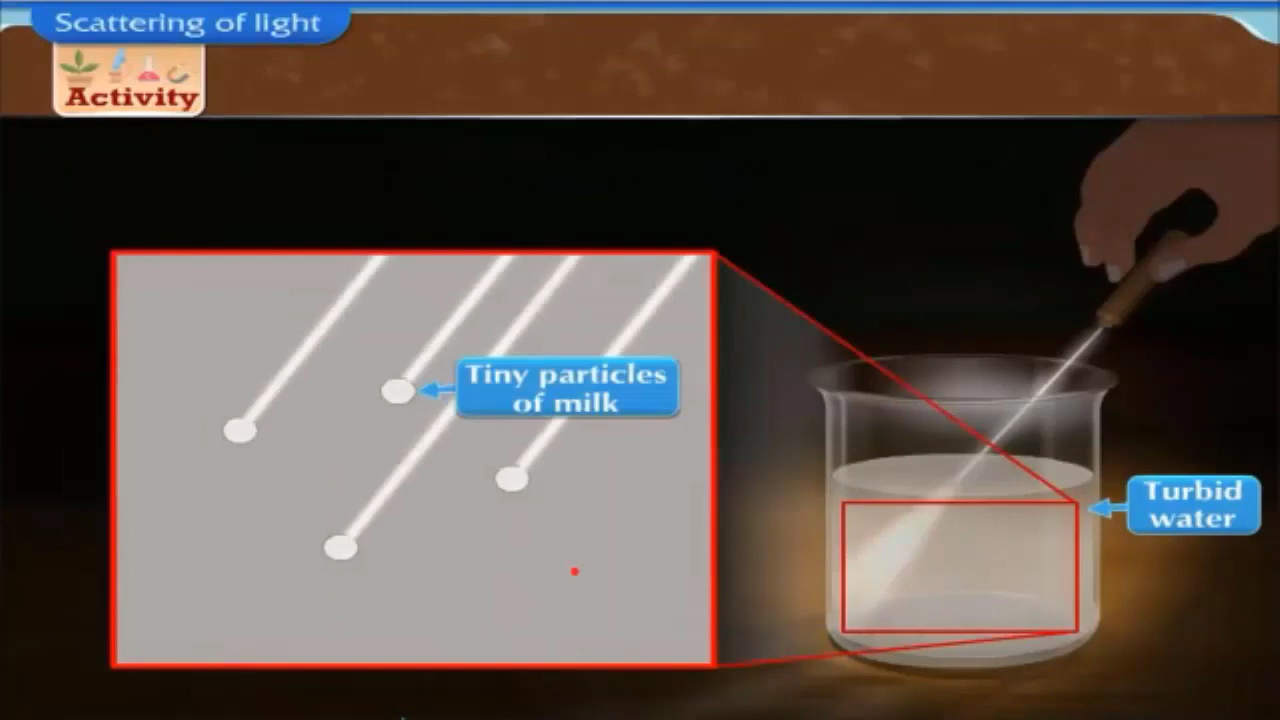 Scattering of light
Activity
Tiny particles
of milk
Turbid
water